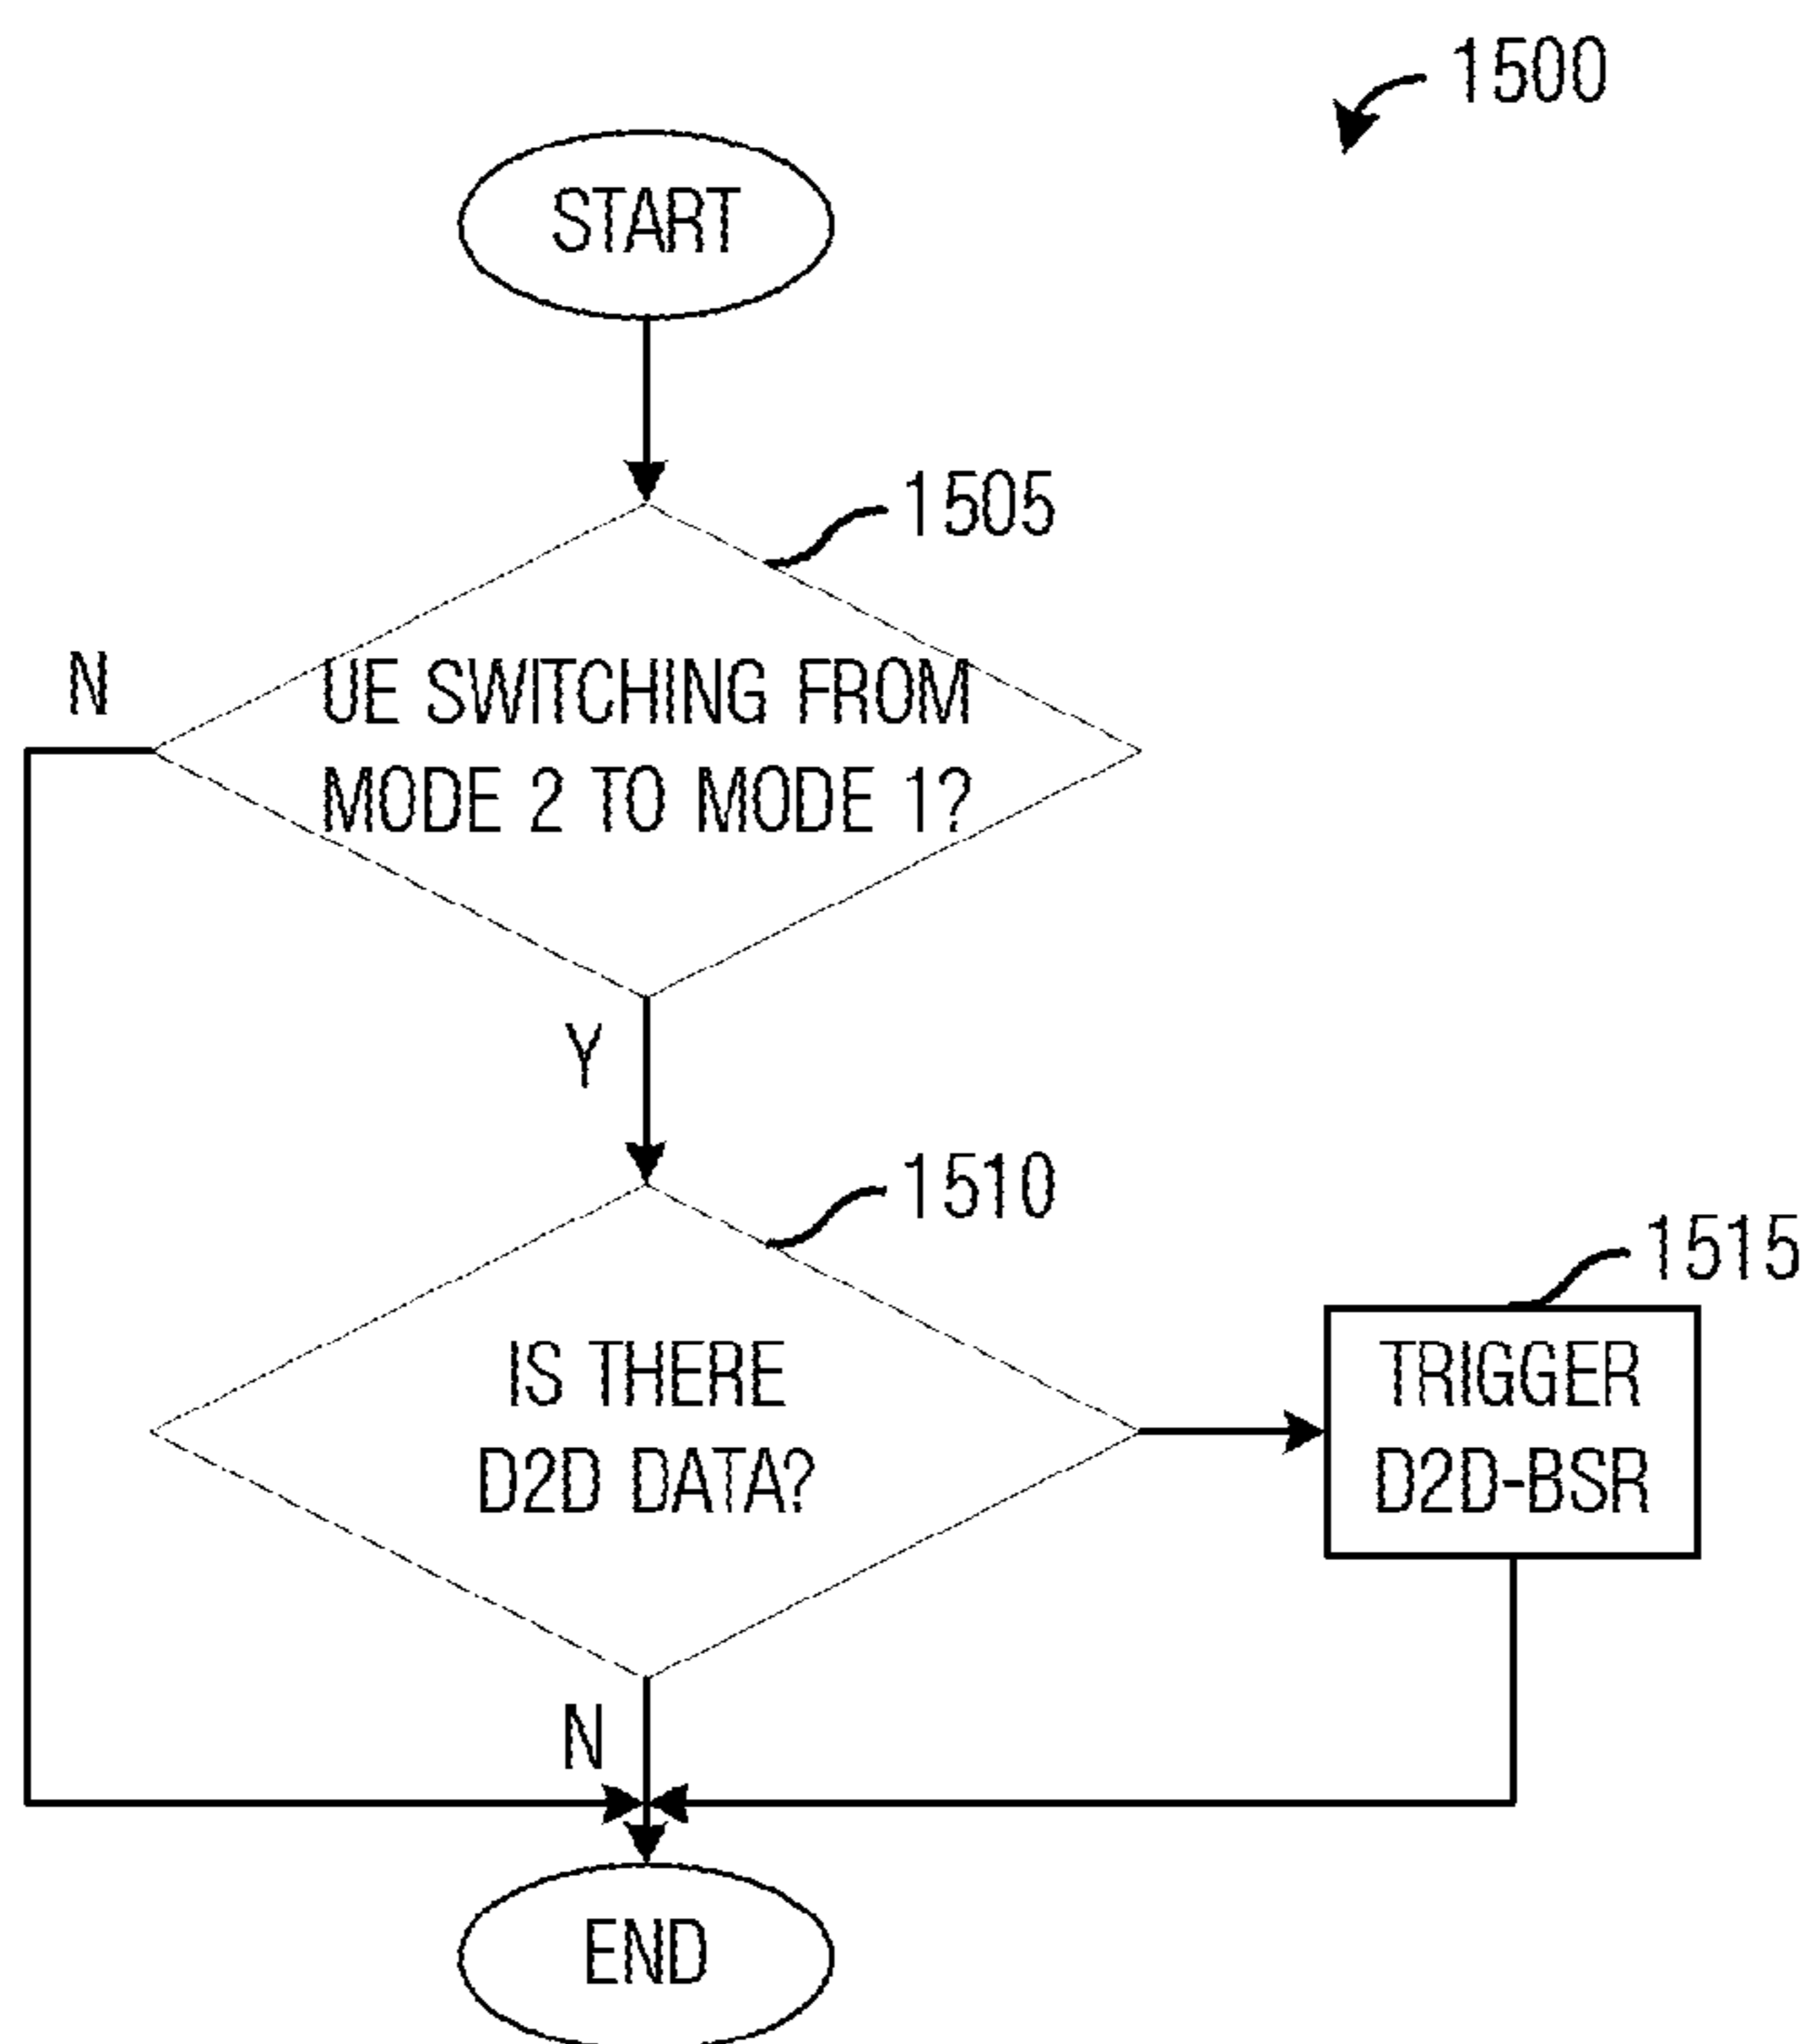 1500
START
1505
N
UE SWITCHING FROM
MODE 2 TO MODE 1?
Y
1510
1515
IS THERE
D2D DATA?
TRIGGER
D2D-BSR
N
END